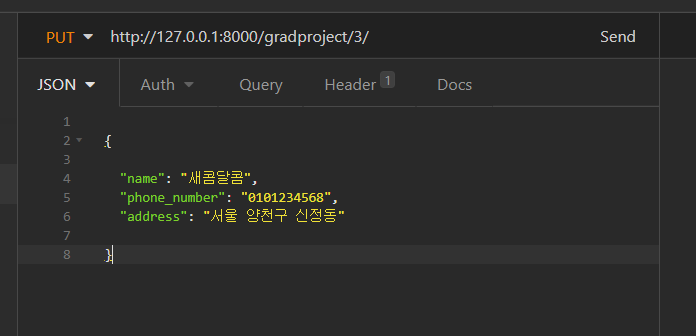 PUT http://127.0.0.1:8000/gradproject/3/ Send
JSON Auth Query Header 1 Docs
1
2 {
3
4 "name": "새콤달콤",
5 "phone_number": "0101234568",
6 "address": "서울 양천구 신정동"
7
8 }